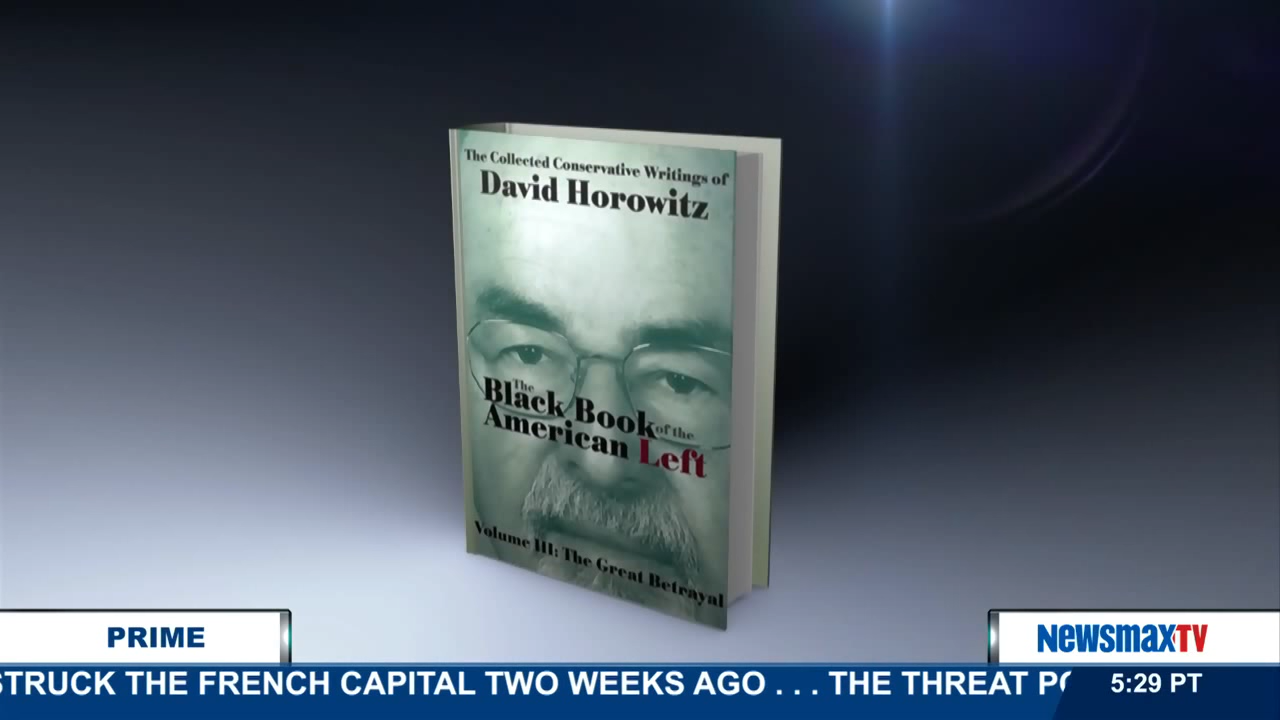 The Collected Conservative Writings of
David Horowitz
The
Black Book of the
American Left
Volume III: The Great Betrayal
PRIME
NEWSMAXTV
STRUCK THE FRENCH CAPITAL TWO WEEKS AGO . . . THE THREAT
5:29 PT